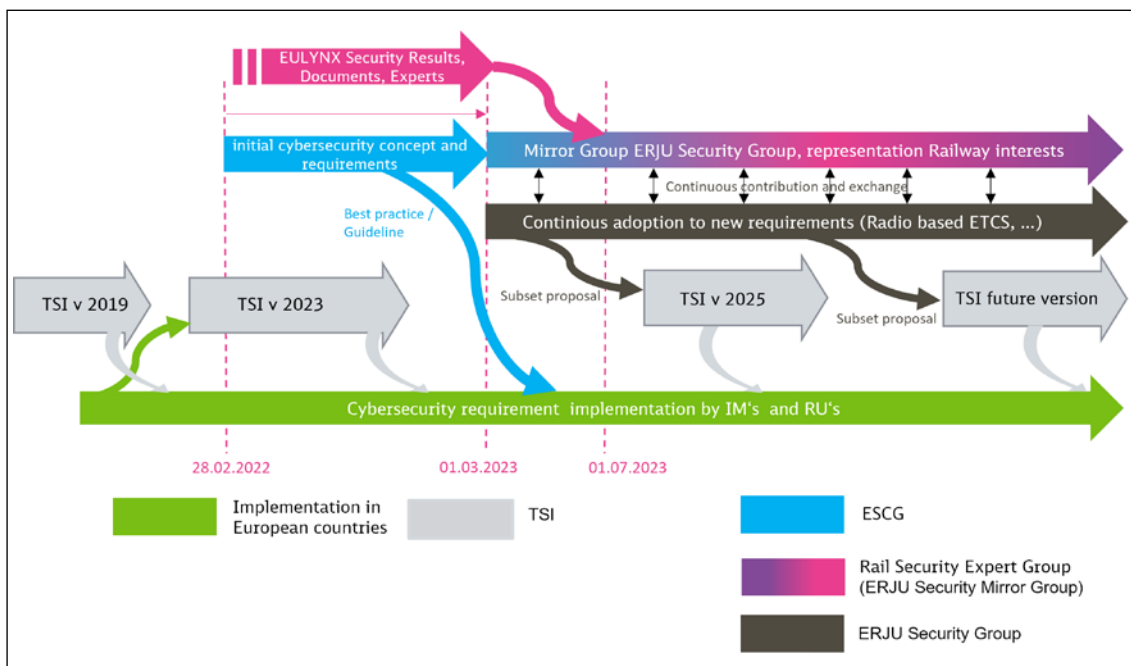 EULYNX Security Results,
Documents, Experts
initial cybersecurity concept and
requirements
Mirror Group ERJU Security Group, representation Railway interests
Continuous contribution and exchange
Best practice /
Guideline
Continious adoption to new requirements (Radio based ETCS, ...)
TSI v 2019
TSI v 2023
Subset proposal
TSI v 2025
Subset proposal
TSI future version
Cybersecurity requirement implementation by IM's and RU's
28.02.2022
01.03.2023
01.07.2023
Implementation in
European countries
TSI
ESCG
Rail Security Expert Group
(ERJU Security Mirror Group)
ERJU Security Group